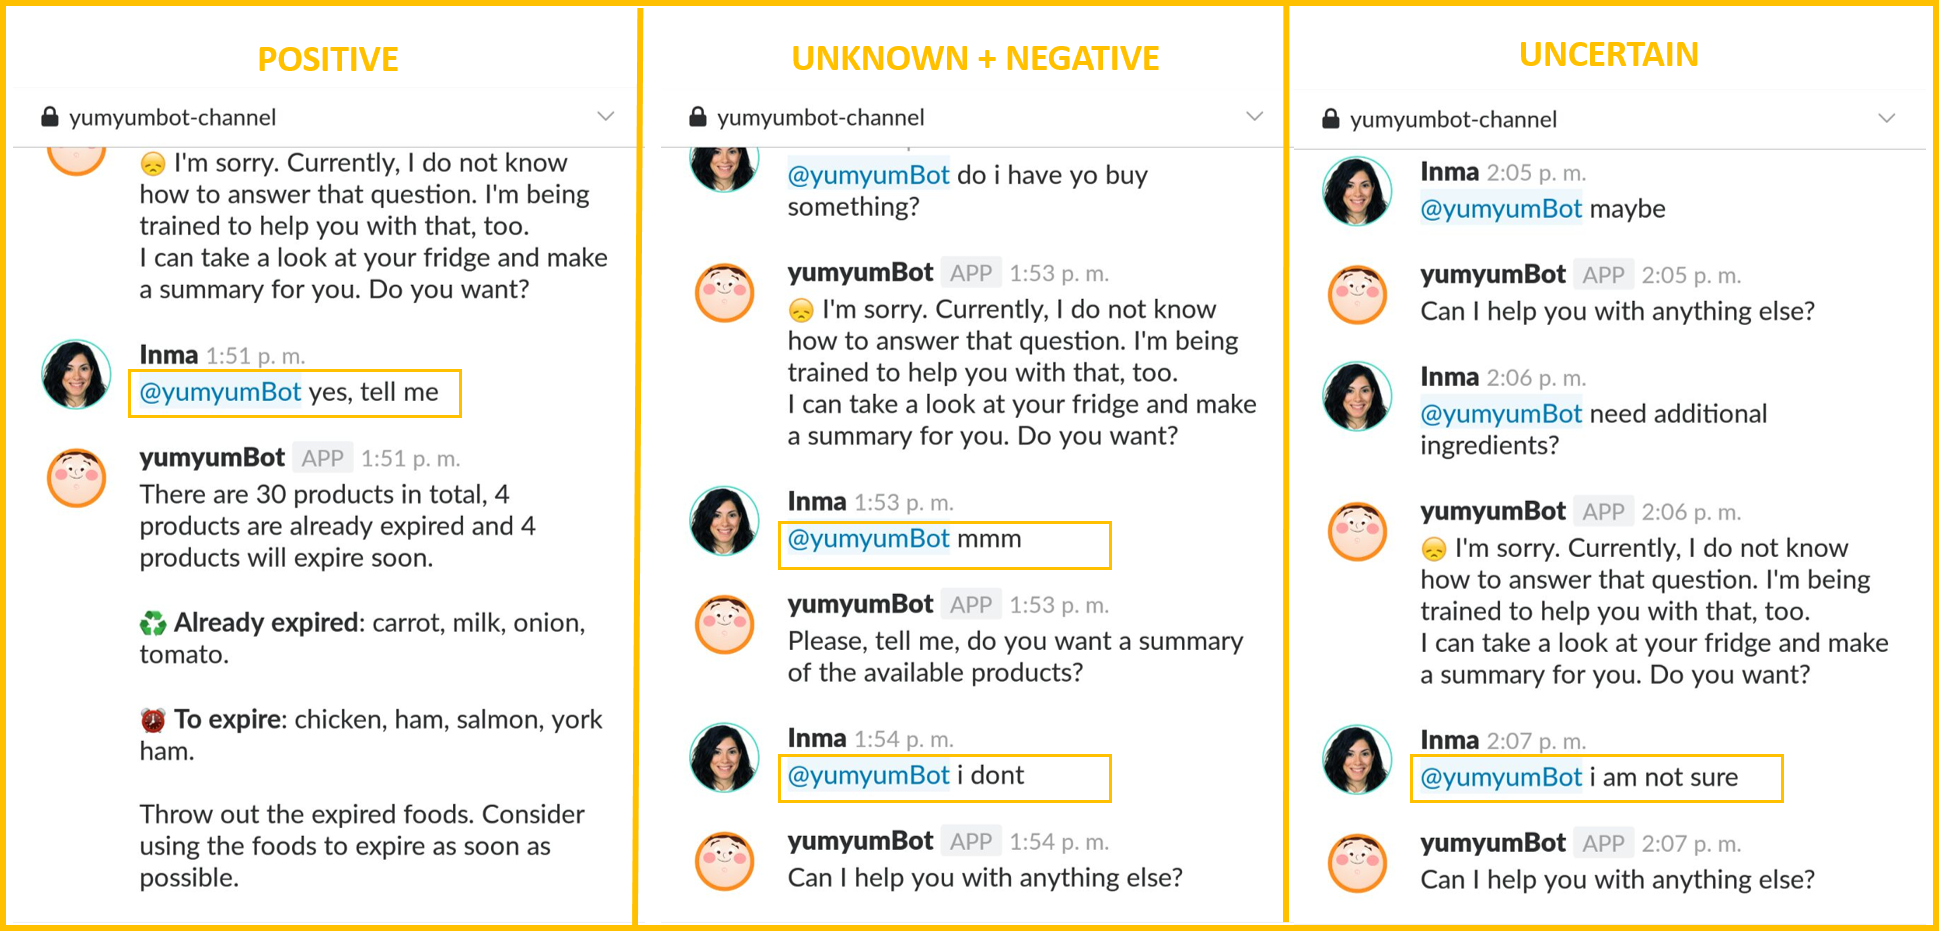 POSITIVE
yumyumbot-channel
😞 I'm sorry. Currently, I do not know
how to answer that question. I'm being
trained to help you with that, too.
I can take a look at your fridge and make
a summary for you. Do you want?
Inma 1:51 p. m.
@yumyumBot yes, tell me
yumyumBot APP 1:51 p. m.
There are 30 products in total, 4
products are already expired and 4
products will expire soon.
♻️ Already expired: carrot, milk, onion,
tomato.
⏰ To expire: chicken, ham, salmon, york
ham.
Throw out the expired foods. Consider
using the foods to expire as soon as
possible.
UNKNOWN + NEGATIVE
yumyumbot-channel
@yumyumBot do i have yo buy
something?
yumyumBot APP 1:53 p. m.
😞 I'm sorry. Currently, I do not know
how to answer that question. I'm being
trained to help you with that, too.
I can take a look at your fridge and make
a summary for you. Do you want?
Inma 1:53 p. m.
@yumyumBot mmm
yumyumBot APP 1:53 p. m.
Please, tell me, do you want a summary
of the available products?
Inma 1:54 p. m.
@yumyumBot i dont
yumyumBot APP 1:54 p. m.
Can I help you with anything else?
UNCERTAIN
yumyumbot-channel
Inma 2:05 p. m.
@yumyumBot maybe
yumyumBot APP 2:05 p. m.
Can I help you with anything else?
Inma 2:06 p. m.
@yumyumBot need additional
ingredients?
yumyumBot APP 2:06 p. m.
😞 I'm sorry. Currently, I do not know
how to answer that question. I'm being
trained to help you with that, too.
I can take a look at your fridge and make
a summary for you. Do you want?
Inma 2:07 p. m.
@yumyumBot i am not sure
yumyumBot APP 2:07 p. m.
Can I help you with anything else?